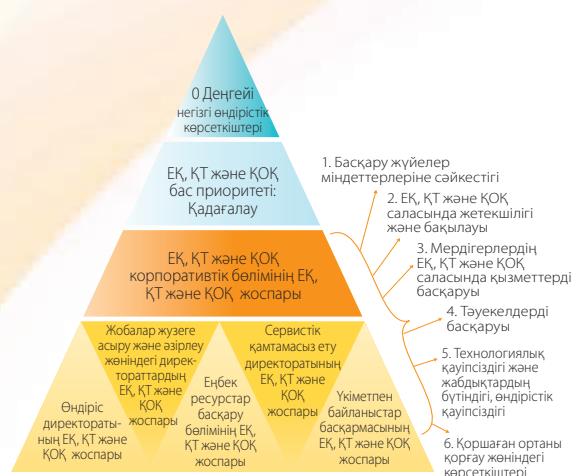 0 Деңгейі
негізгі өндірістік
көрсеткіштері
ЕҚ, ҚТ және ҚОҚ
бас приоритеті:
Қадағалау
ЕҚ, ҚТ және ҚОҚ
корпоративтік бөлімінің ЕҚ,
ҚТ және ҚОҚ жоспары
Өндіріс
директораты-
ның ЕҚ, ҚТ және
ҚОҚ жоспары
Жобалар жүзеге
асыру және әзірлеу
жөніндегі дирек-
тораттардың
ЕҚ, ҚТ және
ҚОҚ
жоспары
Еңбек
ресурстар
басқару
бөлімінің ЕҚ,
ҚТ және ҚОҚ
жоспары
Сервистік
қамтамасыз ету
директоратының
ЕҚ, ҚТ және
ҚОҚ
жоспары
Үкіметпен
байланыстар
басқармасының
ЕҚ, ҚТ және ҚОҚ
жоспары
1. Басқару жүйелер
міндеттерлеріне сәйкестігі
2. ЕҚ, ҚТ және ҚОҚ
саласында жетекшілігі
және бақылауы
3. Мердігерлердің
ЕҚ, ҚТ және ҚОҚ
саласында қызметтерді
басқаруы
4. Тәуекелдерді
басқаруы
5. Технологиялық
қауіпсіздігі және
жабдықтардың
бүтіндігі, өндірістік
қауіпсіздігі
6. Қоршаған ортаны
қорғау жөніндегі
көрсеткіштері